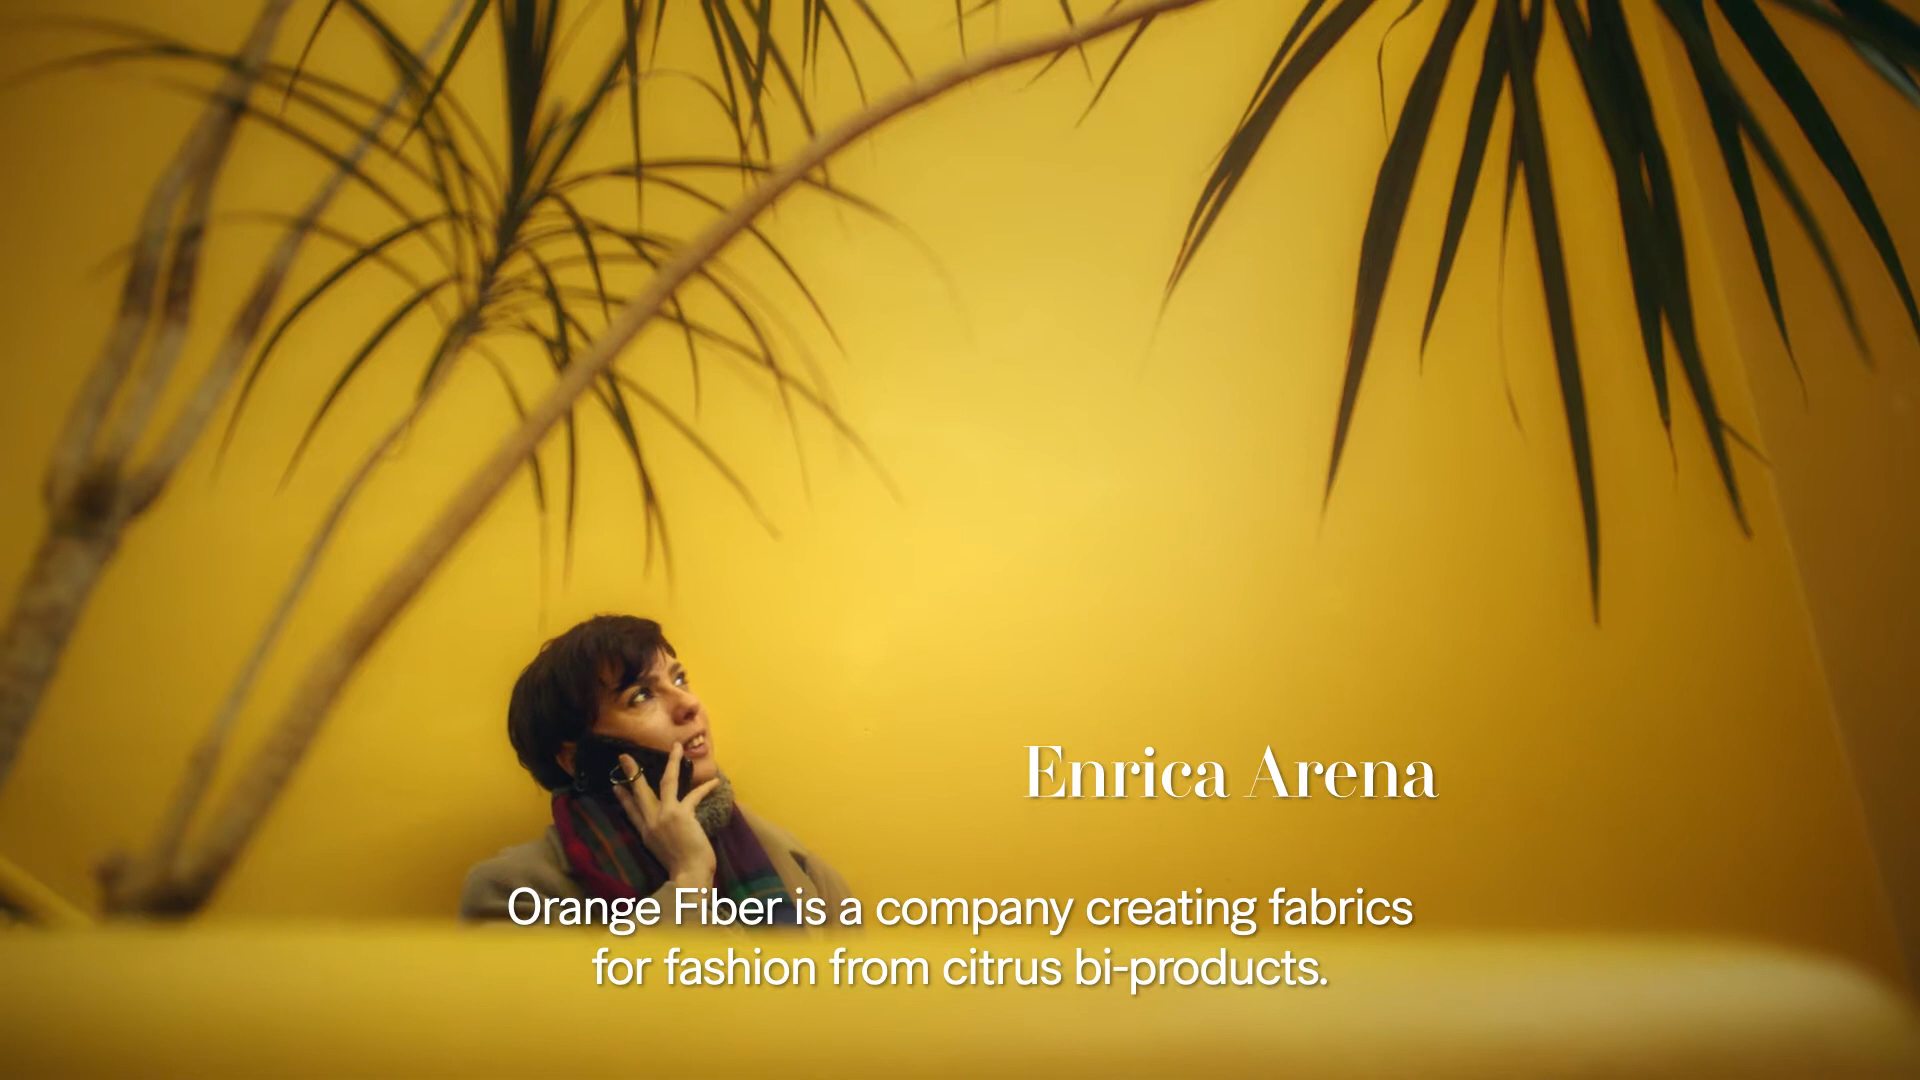 Enrica Arena
Orange Fiber is a company creating fabrics
for fashion from citrus bi-products.